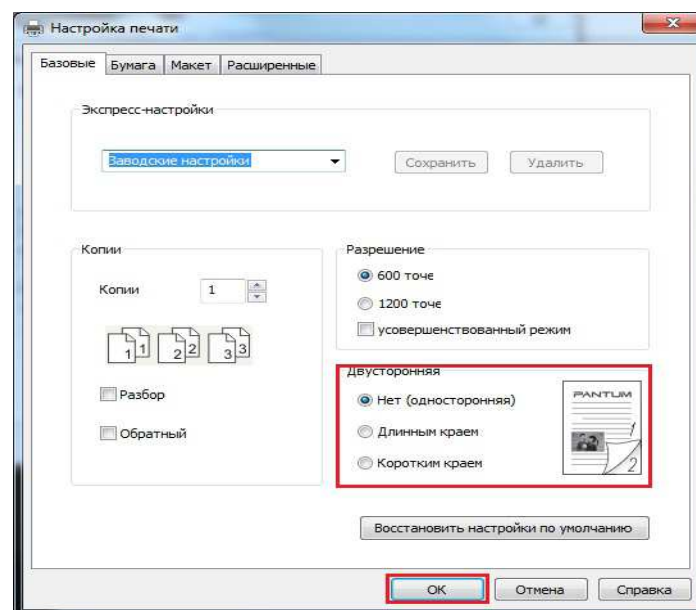 Настройка печати
Базовые Бумага Макет Расширенные
Экспресс-настройки
Заводские настройки Сохранить Удалить
Копии
Копии 1
1 1 2 2 3 3
Разбор
Обратный
Разрешение
600 точе
1200 точе
усовершенствованный режим
Двусторонняя
Нет (односторонняя)
Длинным краем
Коротким краем
PANTUM
1
2
Восстановить настройки по умолчанию
OK Отмена Справка